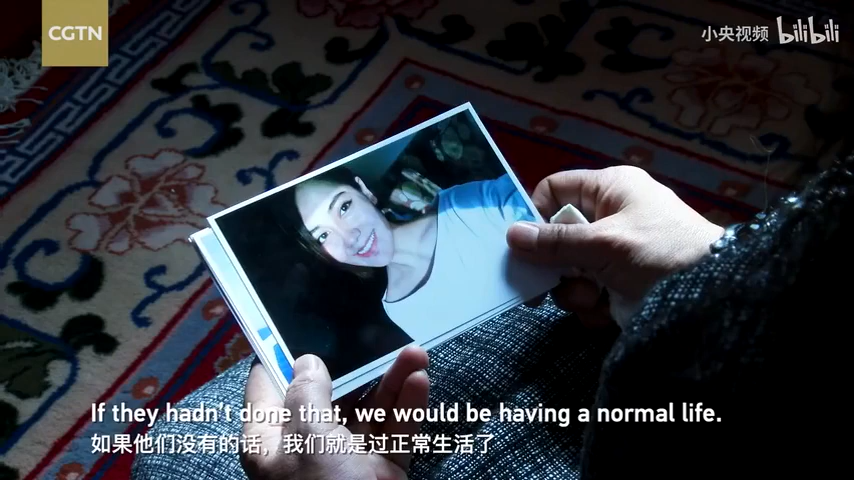 CGTN
小央视频 bilibili
If they hadn't done that, we would be having a normal life.
如果他们没有的话，我们就是过正常生活了